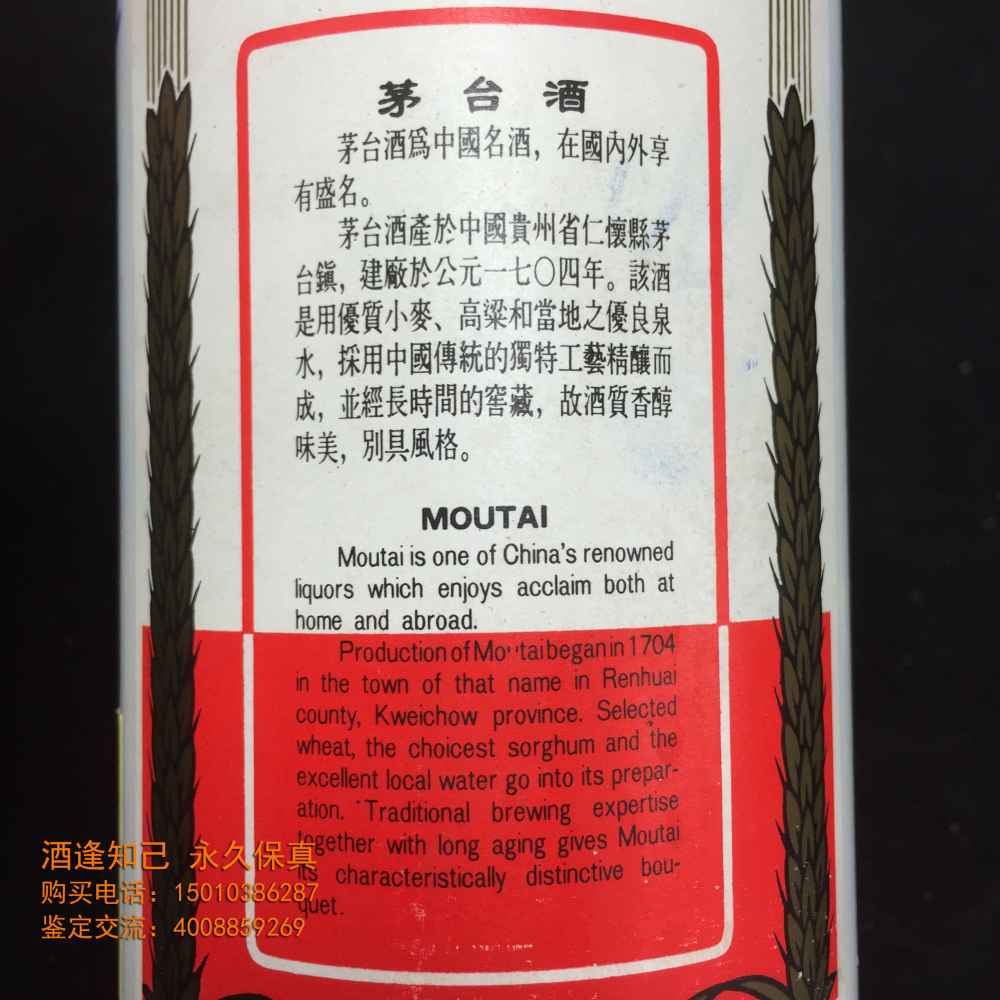 茅台酒
茅台酒爲中國名酒，在國內外享
有盛名。
茅台酒產於中國貴州省仁懷縣茅
台鎭，建廠於公元一七〇四年。該酒
是用優質小麥、高粱和當地之優良泉
水，採用中國傳統的獨特工藝精釀而
成，並經長時間的窖藏，故酒質香醇
味美，別具風格。
MOUTAI
Moutai is one of China's renowned
liquors which enjoys acclaim both at
home and abroad.
Production of Moutai began in 1704
in the town of that name in Renhuai
county, Kweichow province. Selected
wheat, the choicest sorghum and the
excellent local water go into its prepar-
ation. Traditional brewing expertise
together with long aging gives Moutai
its characteristically distinctive bou-
quet.
酒逢知己 永久保真
购买电话：15010386287
鉴定交流：4008859269